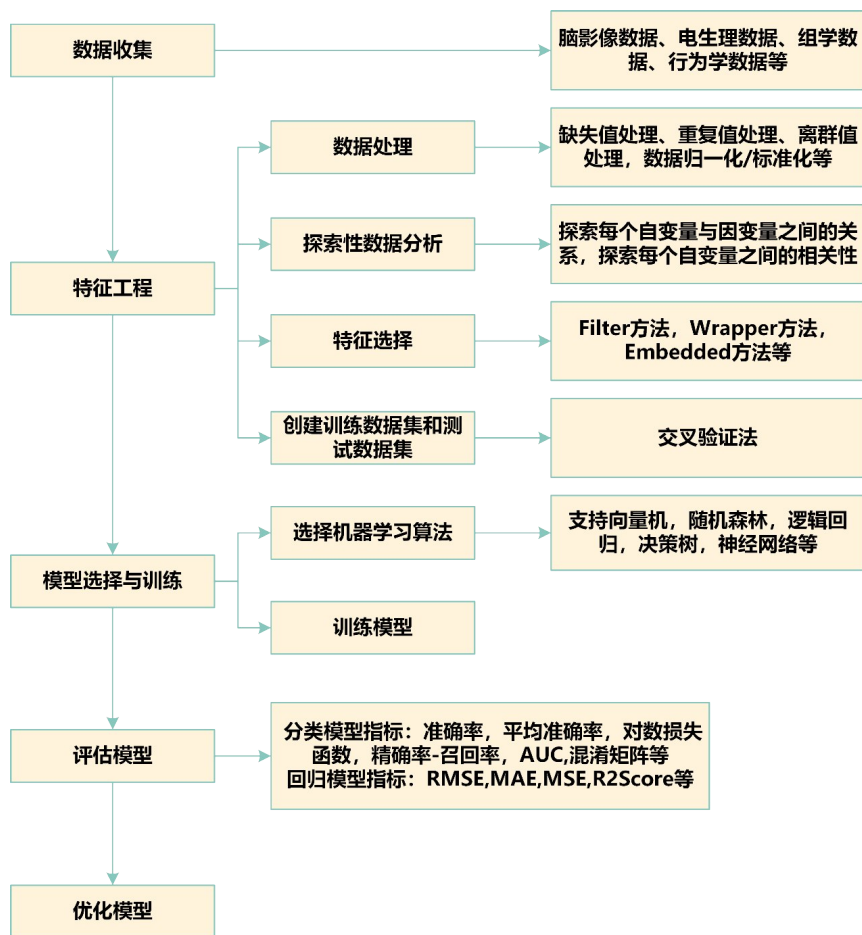 数据收集
脑影像数据、电生理数据、组学数
据、行为学数据等
数据处理
缺失值处理、重复值处理、离群值
处理，数据归一化/标准化等
探索性数据分析
探索每个自变量与因变量之间的关
系，探索每个自变量之间的相关性
特征工程
特征选择
Filter方法，Wrapper方法，
Embedded方法等
创建训练数据集和测
试数据集
交叉验证法
选择机器学习算法
支持向量机，随机森林，逻辑回
归，决策树，神经网络等
模型选择与训练
训练模型
评估模型
分类模型指标：准确率，平均准确率，对数损失
函数，精确率-召回率，AUC,混淆矩阵等
回归模型指标：RMSE,MAE,MSE,R2Score等
优化模型